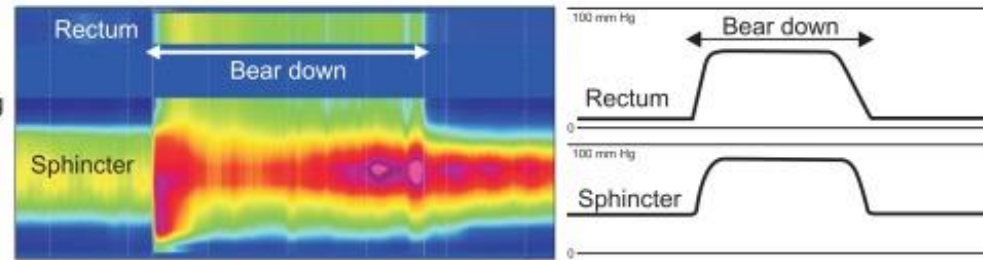 Rectum
Bear down
Sphincter
g
100 mm Hg
Bear down
Rectum
0
100 mm Hg
Sphincter
0